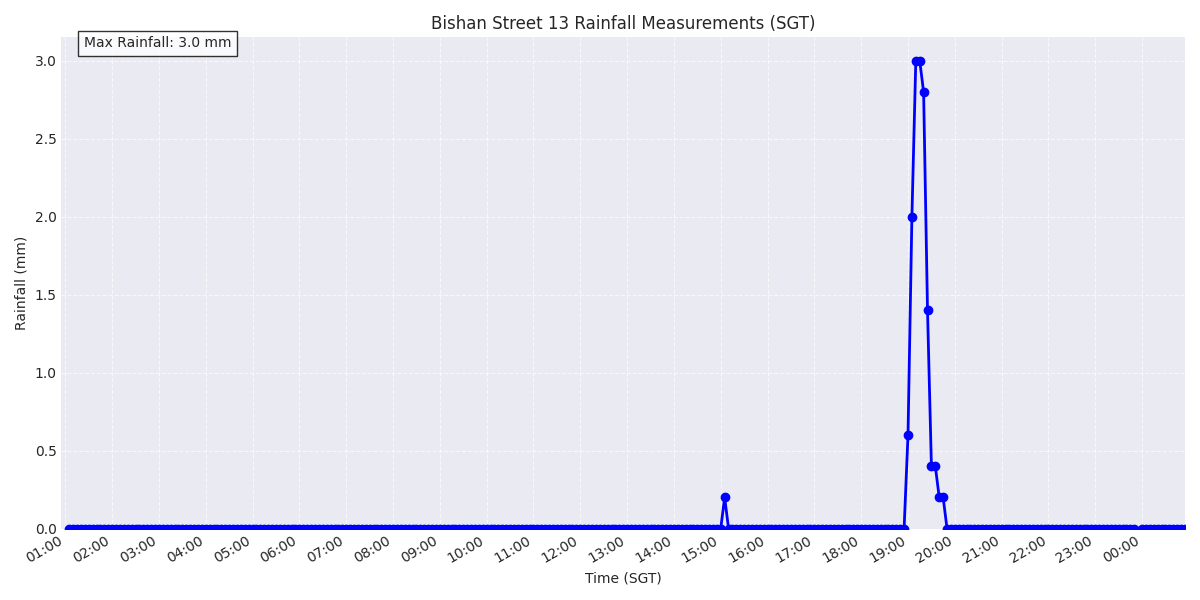 Bishan Street 13 Rainfall Measurements (SGT)
Max Rainfall: 3.0 mm
3.0
2.5
2.0
1.5
1.0
0.5
0.0
Rainfall (mm)
01:00 02:00 03:00 04:00 05:00 06:00 07:00 08:00 09:00 10:00 11:00 12:00 13:00 14:00 15:00 16:00 17:00 18:00 19:00 20:00 21:00 22:00 23:00 00:00
Time (SGT)